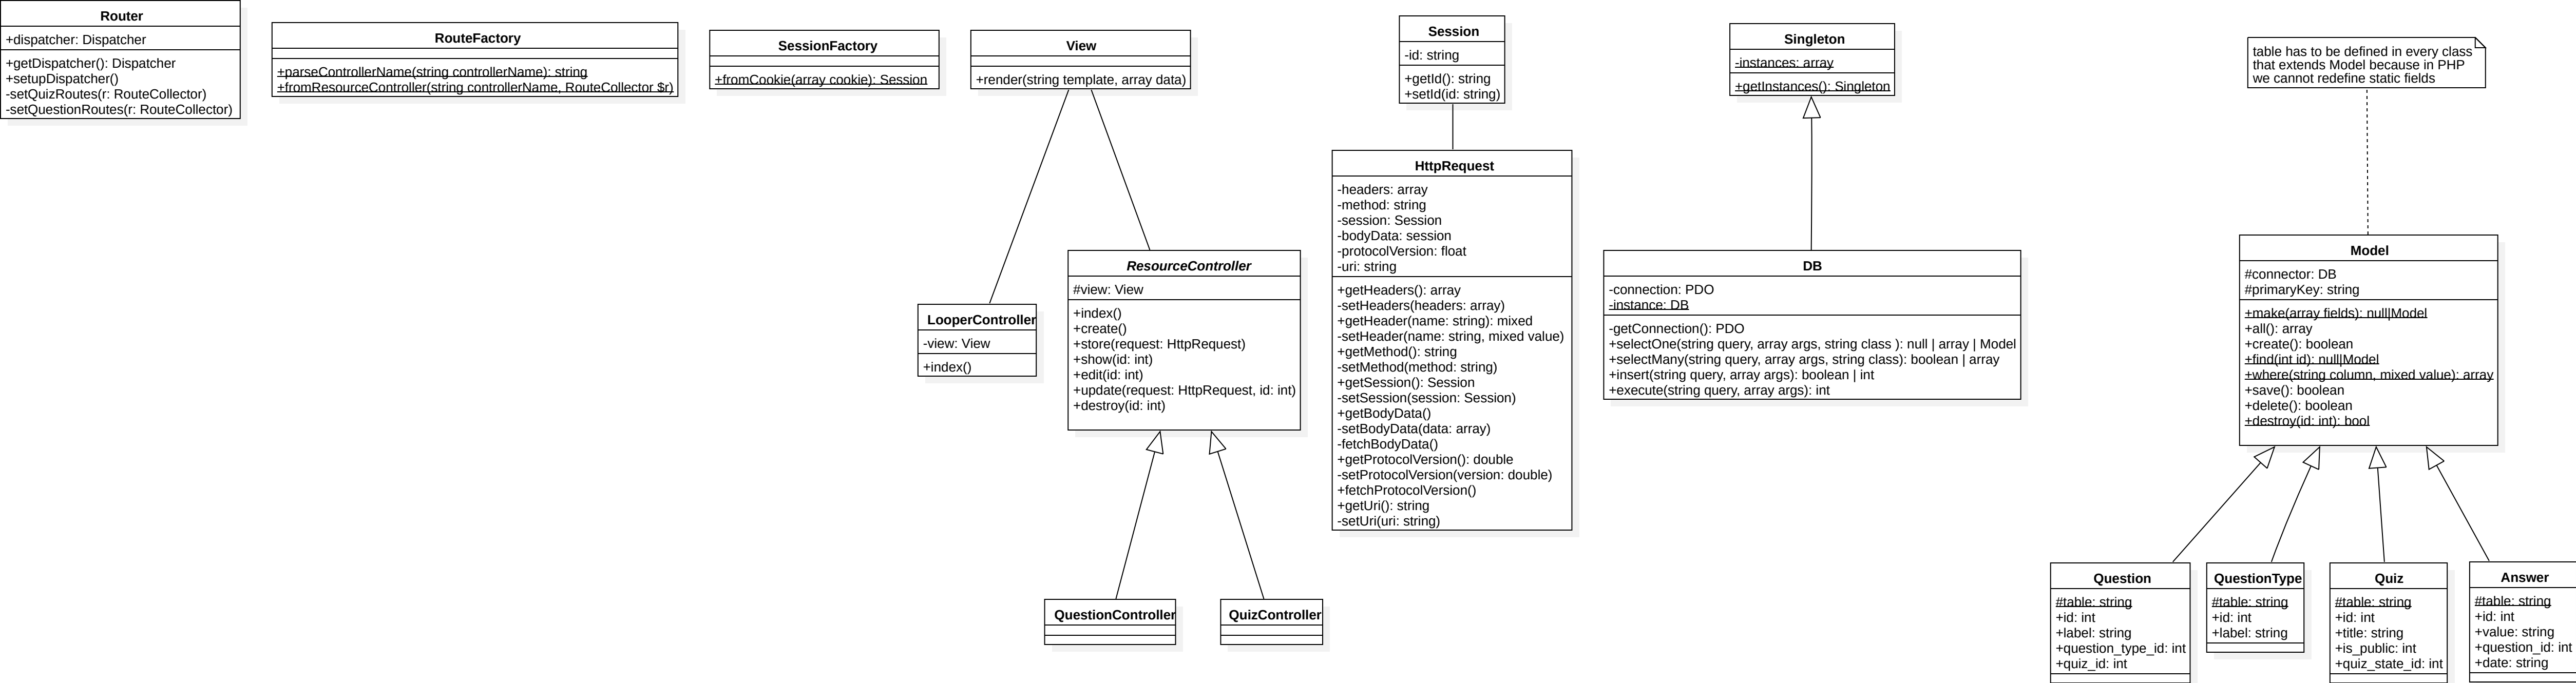 Router
+dispatcher: Dispatcher
+getDispatcher(): Dispatcher
+setupDispatcher()
-setQuizRoutes(r: RouteCollector)
-setQuestionRoutes(r: RouteCollector)
RouteFactory
+parseControllerName(string controllerName): string
+fromResourceController(string controllerName, RouteCollector $r)
SessionFactory
+fromCookie(array cookie): Session
View
+render(string template, array data)
Session
-id: string
+getId(): string
+setId(id: string)
Singleton
-instances: array
+getInstances(): Singleton
table has to be defined in every class
that extends Model because in PHP
we cannot redefine static fields
LooperController
-view: View
+index()
ResourceController
#view: View
+index()
+create()
+store(request: HttpRequest)
+show(id: int)
+edit(id: int)
+update(request: HttpRequest, id: int)
+destroy(id: int)
HttpRequest
-headers: array
-method: string
-session: Session
-bodyData: session
-protocolVersion: float
-uri: string
+getHeaders(): array
-setHeaders(headers: array)
+getHeader(name: string): mixed
-setHeader(name: string, mixed value)
+getMethod(): string
-setMethod(method: string)
+getSession(): Session
-setSession(session: Session)
+getBodyData()
-setBodyData(data: array)
-fetchBodyData()
+getProtocolVersion(): double
-setProtocolVersion(version: double)
+fetchProtocolVersion()
+getUri(): string
-setUri(uri: string)
DB
-connection: PDO
-instance: DB
-getConnection(): PDO
+selectOne(string query, array args, string class ): null | array | Model
+selectMany(string query, array args, string class): boolean | array
+insert(string query, array args): boolean | int
+execute(string query, array args): int
Model
#connector: DB
#primaryKey: string
+make(array fields): null|Model
+all(): array
+create(): boolean
+find(int id): null|Model
+where(string column, mixed value): array
+save(): boolean
+delete(): boolean
+destroy(id: int): bool
QuestionController
QuizController
Question
#table: string
+id: int
+label: string
+question_type_id: int
+quiz_id: int
QuestionType
#table: string
+id: int
+label: string
Quiz
#table: string
+id: int
+title: string
+is_public: int
+quiz_state_id: int
Answer
#table: string
+id: int
+value: string
+question_id: int
+date: string